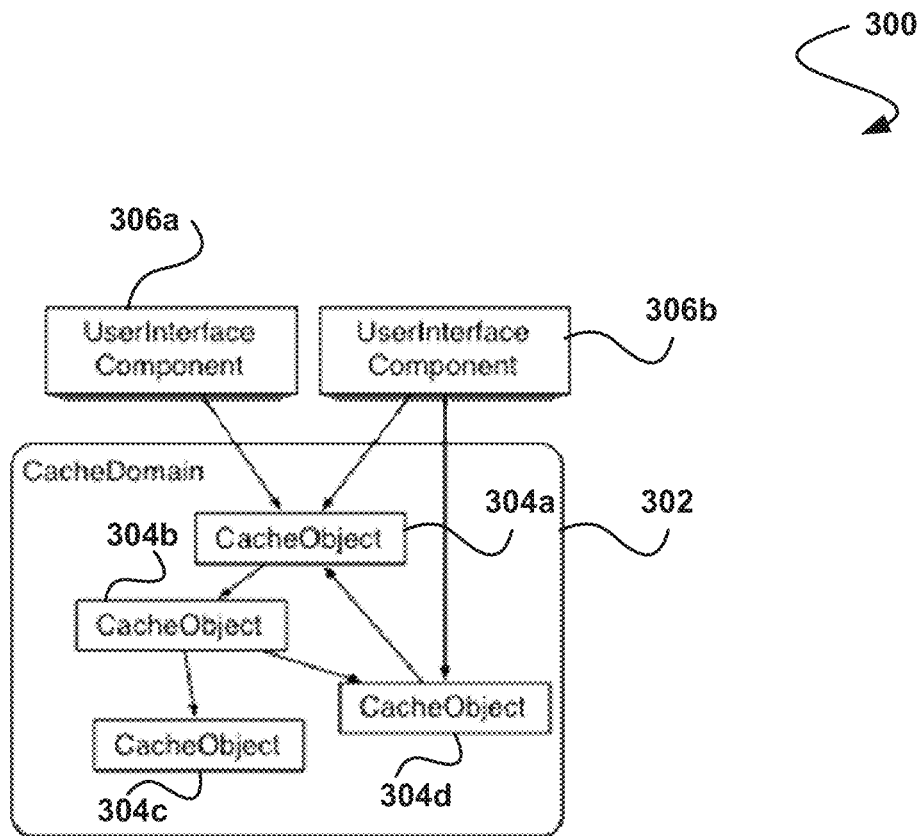 300
306a
UserInterface
Component
UserInterface
Component
306b
CacheDomain
304a
302
304b
CacheObject
CacheObject
CacheObject
CacheObject
304c
304d